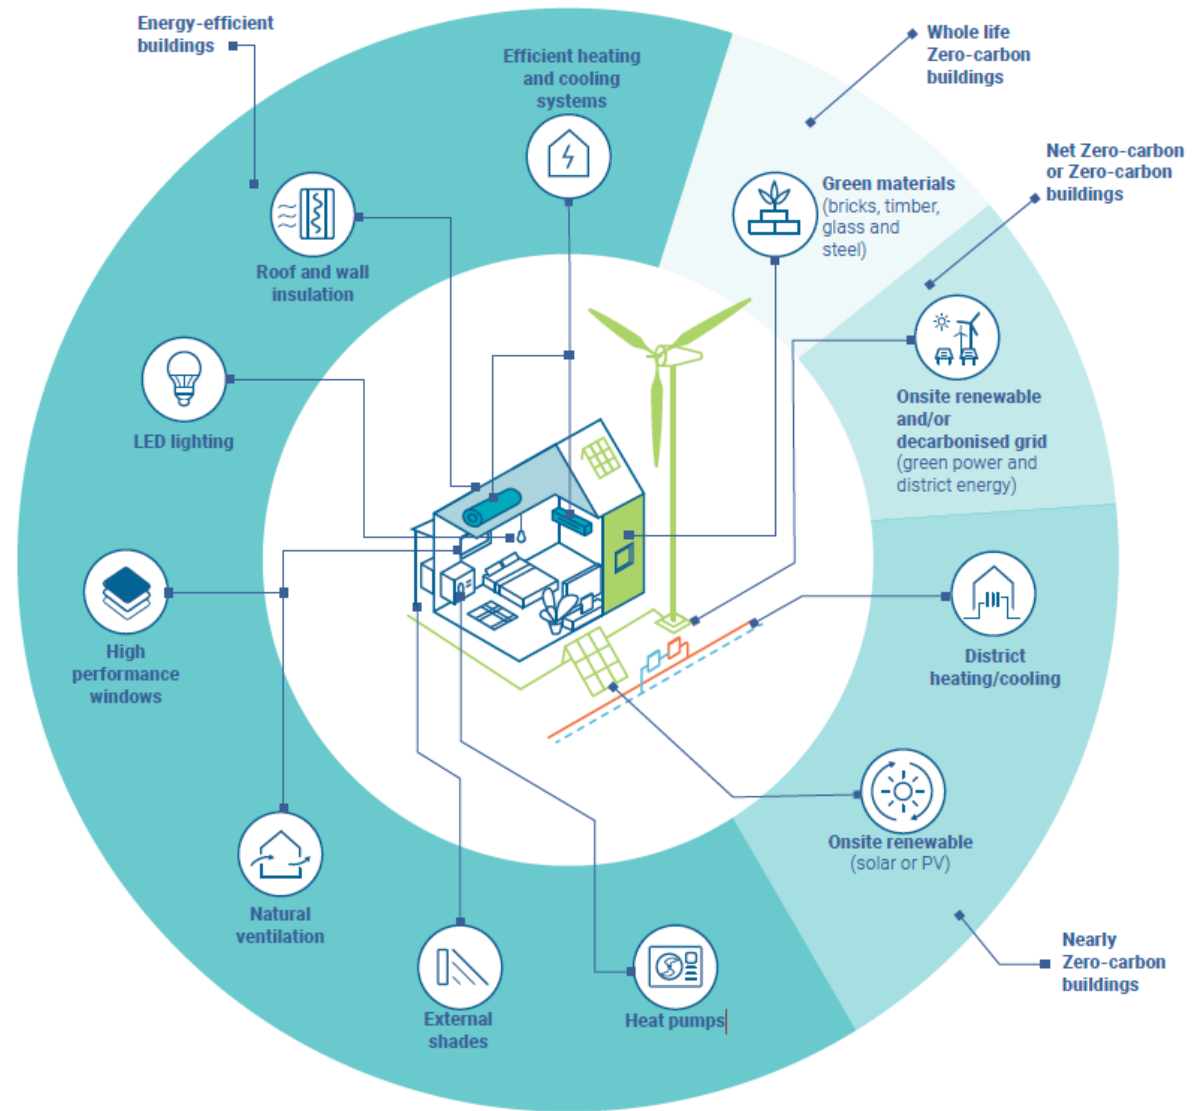 Energy-efficient
buildings
Efficient heating
and cooling
systems
Whole life
Zero-carbon
buildings
Net Zero-carbon
or Zero-carbon
buildings
Green materials
(bricks, timber,
glass and
steel)
Roof and wall
insulation
LED lighting
Onsite renewable
and/or
decarbonised grid
(green power and
district energy)
High
performance
windows
District
heating/cooling
Onsite renewable
(solar or PV)
Natural
ventilation
Nearly
Zero-carbon
buildings
External
shades
Heat pumps